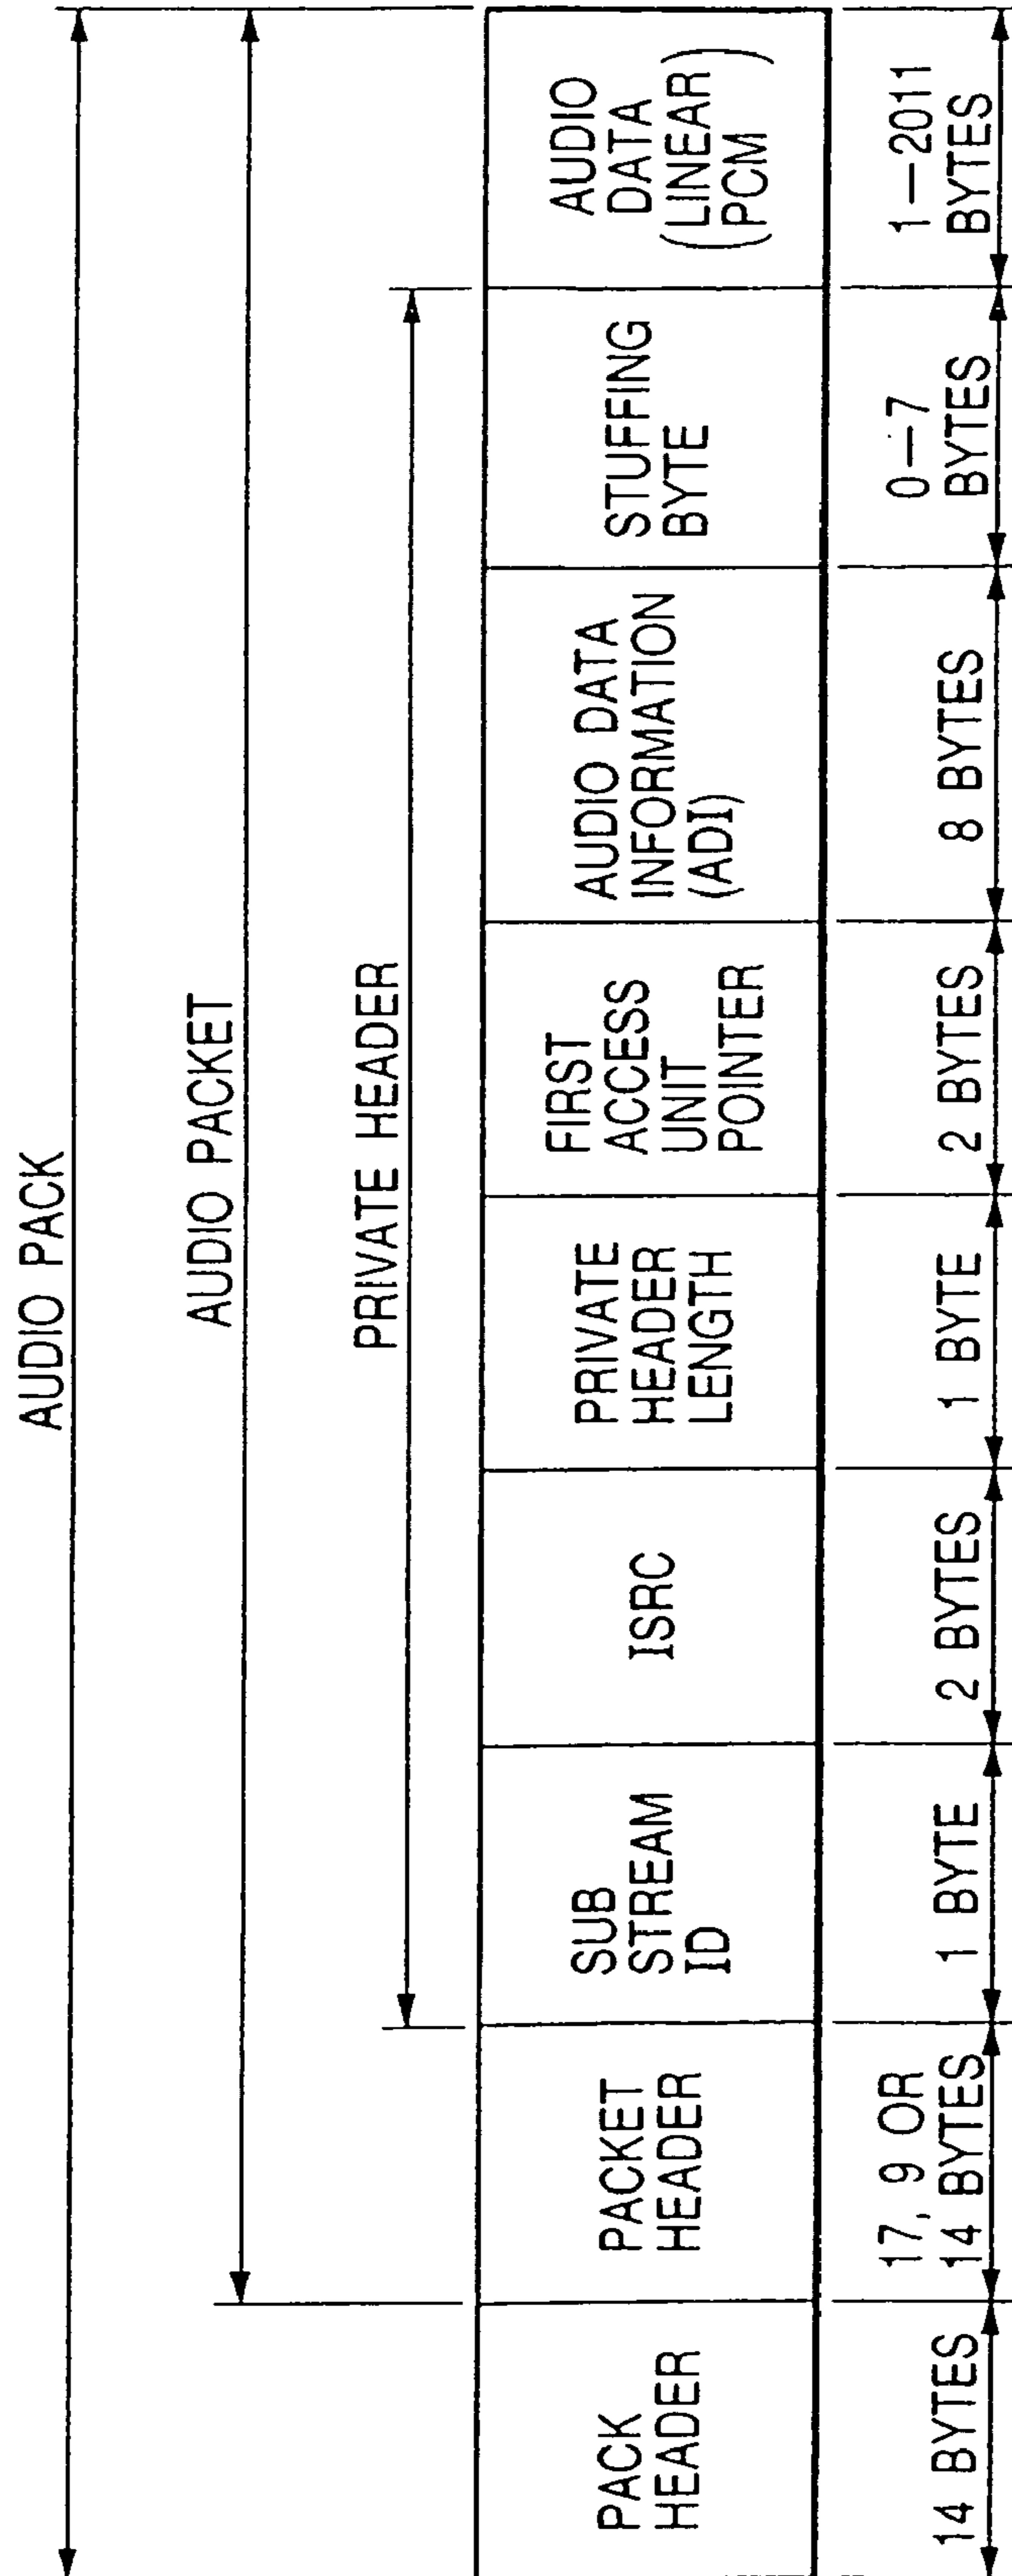 AUDIO PACK
AUDIO PACKET
PRIVATE HEADER
PACK
HEADER
PACKET
HEADER
SUB
STREAM
ID
ISRC
PRIVATE
HEADER
LENGTH
FIRST
ACCESS
UNIT
POINTER
AUDIO DATA
INFORMATION
(ADI)
STUFFING
BYTE
AUDIO
DATA
(LINEAR
PCM)
14 BYTES
17, 9 OR
14 BYTES
1 BYTE
2 BYTES
1 BYTE
2 BYTES
8 BYTES
0-7
BYTES
1-2011
BYTES